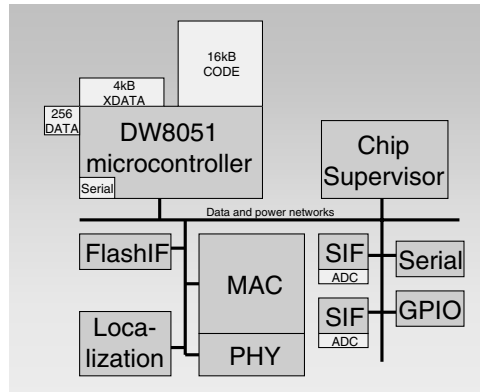 16kB
CODE
4kB
XDATA
256
DATA
DW8051
microcontroller
Serial
Chip
Supervisor
Data and power networks
FlashIF
MAC
PHY
Loca-
lization
SIF
ADC
Serial
SIF
ADC
GPIO